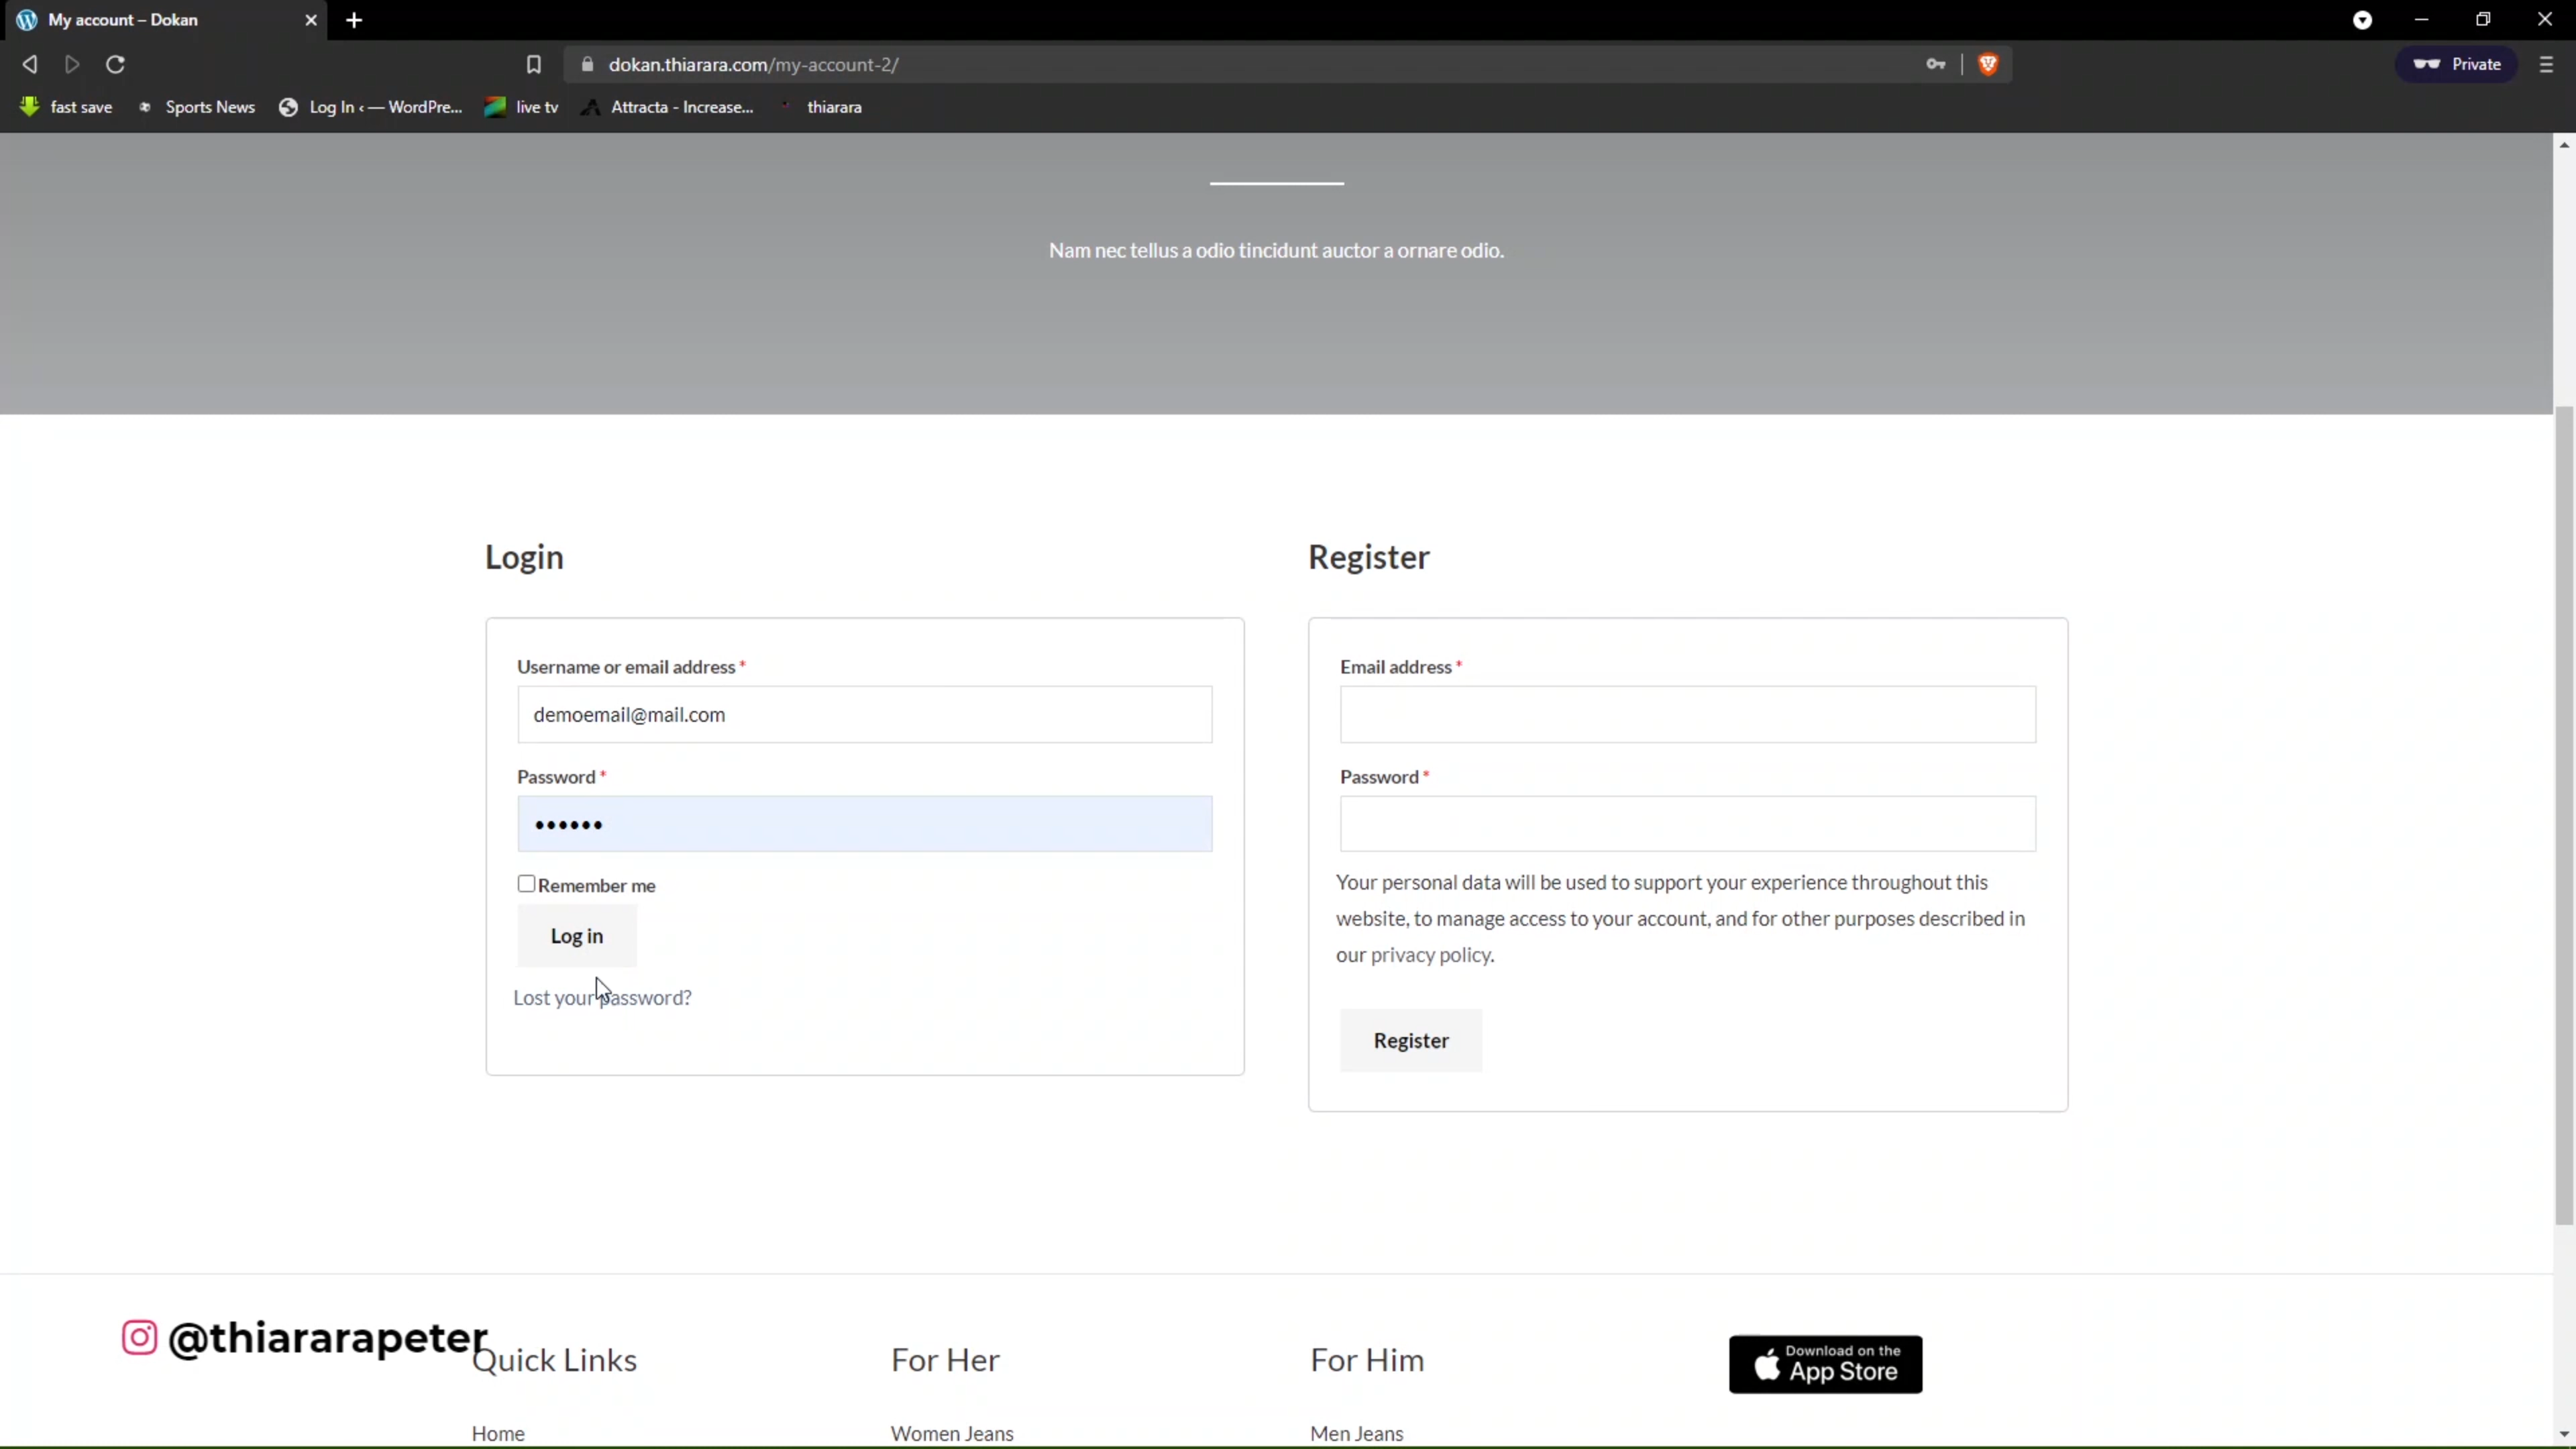 My account – Dokan
dokan.thiarara.com/my-account-2/
Private
fast save
Sports News
Log In ‹ — WordPre...
live tv
Attracta - Increase...
thiarara
Nam nec tellus a odio tincidunt auctor a ornare odio.
Login
Username or email address *
demoemail@mail.com
Password *
Remember me
Log in
Lost your password?
Register
Email address *
Password *
Your personal data will be used to support your experience throughout this
website, to manage access to your account, and for other purposes described in
our privacy policy.
Register
@thiararapeter
Quick Links
For Her
For Him
Download on the
App Store
Home
Women Jeans
Men Jeans